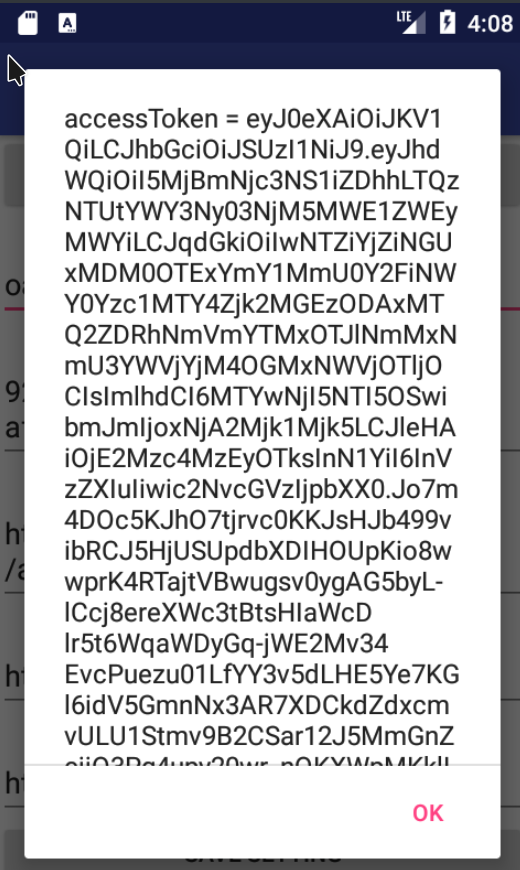 LTE 4:08
accessToken = eyJ0eXAiOiJKV1
QiLCJhbGciOiJSUzI1NiJ9.eyJhd
WQiOiI5MjBmNjc3NS1iZDhhLTQz
NTUtYWY3Ny03NjM5MWE1ZWEy
MWYiLCJqdGkiOiIwNTZiYjZiNGU
xMDM0OTExYmY1MmU0Y2FiNW
Y0Yzc1MTY4Zjk2MGEzODAxMT
Q2ZDRhNmVmYTMxOTJlNmMxN
mU3YWVjYjM4OGMxNWVjOTljO
CIsImlhdCI6MTYwNjI5NTI5OSwi
bmJmIjoxNjA2Mjk1Mjk5LCJleHA
iOjE2Mzc4MzEyOTksInN1YiI6InV
zZXIuIiwic2NvcGVzIjpbXX0.Jo7m
4DOc5KJhO7tjrvc0KKJsHJb499v
ibRCJ5HjUSUpdbXDIHOUpKio8w
wprK4RTajtVBwugsv0ygAG5byL-
lCcj8ereXWc3tBtsHIaWcD
lr5t6WqaWDyGq-jWE2Mv34
EvcPuezu01LfYY3v5dLHE5Ye7KG
l6idV5GmnNx3AR7XDCkdZdxcm
vULU1Stmv9B2CSar12J5MmGnZ
OK